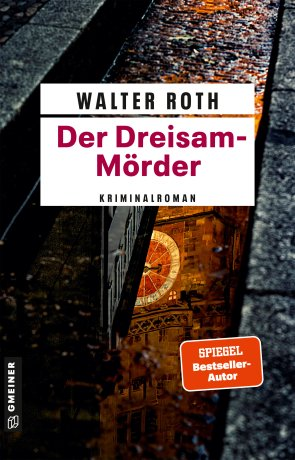 WALTER ROTH
Der Dreisam-
Mörder
KRIMINALROMAN
SPIEGEL
Bestseller-
Autor
GMEINER